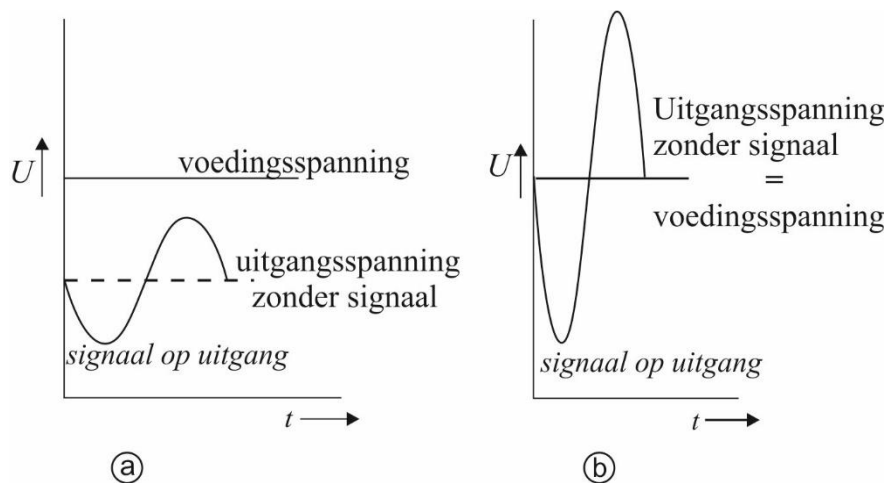 U
voedingsspanning
uitgangsspanning
zonder signaal
signaal op uitgang
t
a
U
Uitgangsspanning
zonder signaal
=
voedingsspanning
signaal op uitgang
t
b